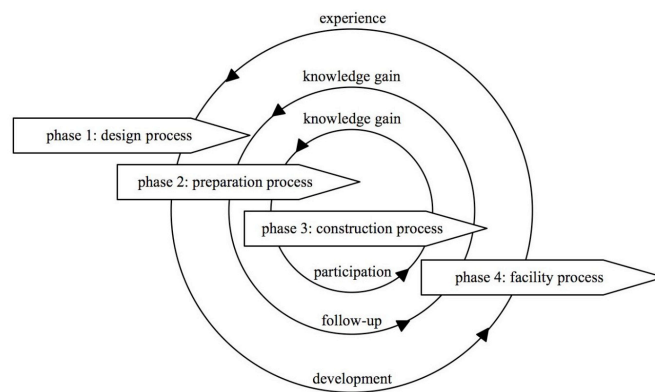 experience
knowledge gain
knowledge gain
phase 1: design process
phase 2: preparation process
phase 3: construction process
participation
phase 4: facility process
follow-up
development